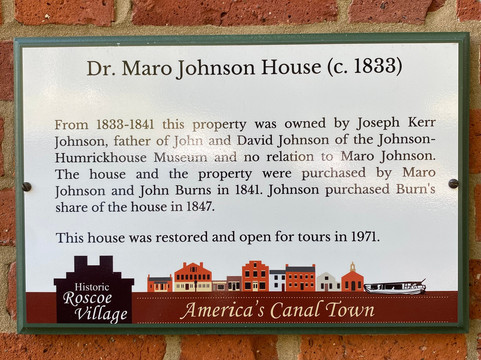 Dr. Maro Johnson House (c. 1833)
From 1833-1841 this property was owned by Joseph Kerr
Johnson, father of John and David Johnson of the Johnson-
Humrickhouse Museum and no relation to Maro Johnson.
The house and the property were purchased by Maro
Johnson and John Burns in 1841. Johnson purchased Burn's
share of the house in 1847.
This house was restored and open for tours in 1971.
Historic
Roscoe
Village
America's Canal Town